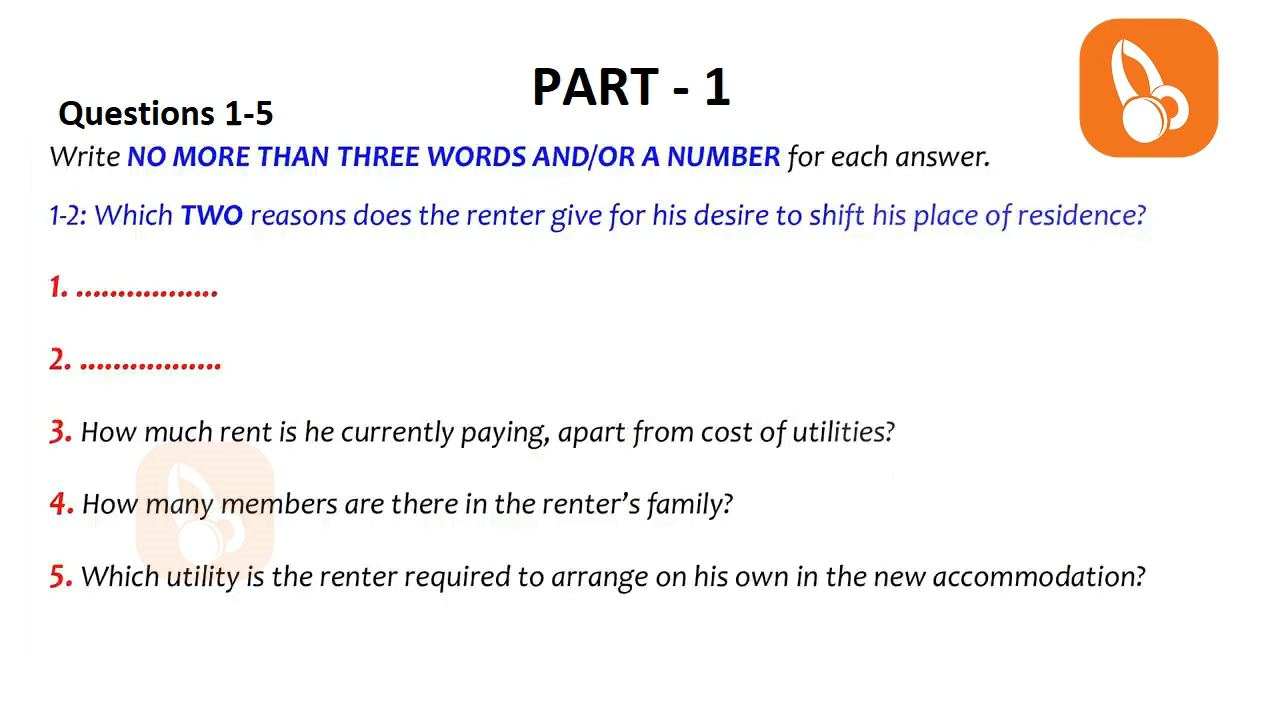 PART - 1
Questions 1-5
Write NO MORE THAN THREE WORDS AND/OR A NUMBER for each answer.
1-2: Which TWO reasons does the renter give for his desire to shift his place of residence?
1. .................
2. .................
3. How much rent is he currently paying, apart from cost of utilities?
4. How many members are there in the renter's family?
5. Which utility is the renter required to arrange on his own in the new accommodation?